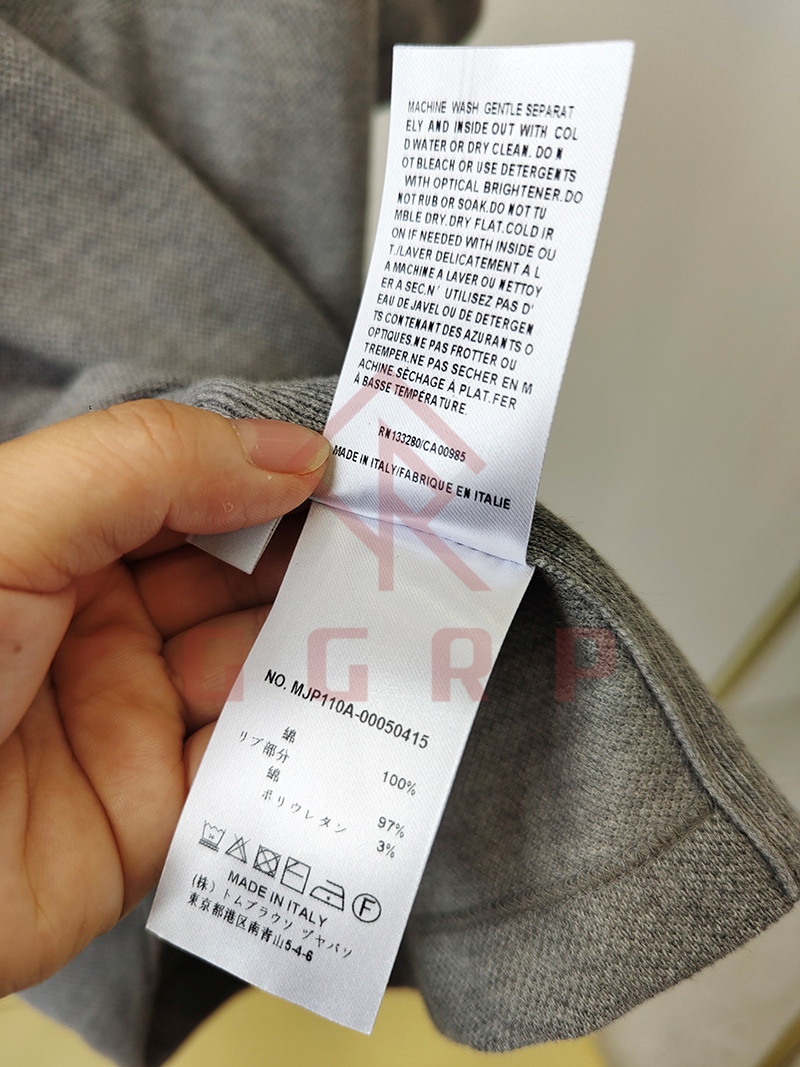 MACHINE WASH GENTLE SEPARAT
ELY AND INSIDE OUT WITH COL
D WATER OR DRY CLEAN. DO N
OT BLEACH OR USE DETERGENTS
WITH OPTICAL BRIGHTENER.DO
NOT RUB OR SOAK.DO NOT TU
MBLE DRY.DRY FLAT.COLD IR
ON IF NEEDED WITH INSIDE OU
T./LAVER DELICATEMENT A L
A MACHINE A LAVER OU NETTOY
ER A SEC.N' UTILISEZ PAS D'
EAU DE JAVEL OU DE DETERGEN
TS CONTENANT DES AZURANTS O
OPTIQUES.NE PAS FROTTER OU
TREMPER.NE PAS SECHER EN M
ACHINE SÉCHAGE À PLAT.FER
À BASSE TEMPÉRATURE.
RN133280/CA00985
MADE IN ITALY/FABRIQUE EN ITALIE
GGRP
NO. MJP110A-00050415
綿 100%
リブ部分
綿 97%
ポリウレタン 3%
F
MADE IN ITALY
(株) トムブラウソ ヅヤパソ
東京都港区南青山5-4-6